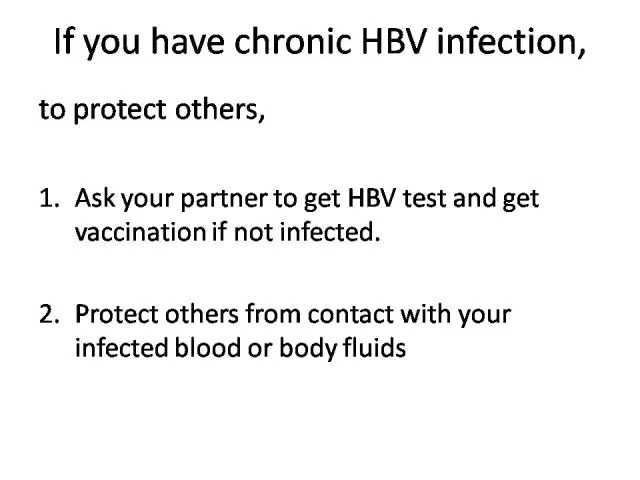 If you have chronic HBV infection,
to protect others,
1. Ask your partner to get HBV test and get
vaccination if not infected.
2. Protect others from contact with your
infected blood or body fluids